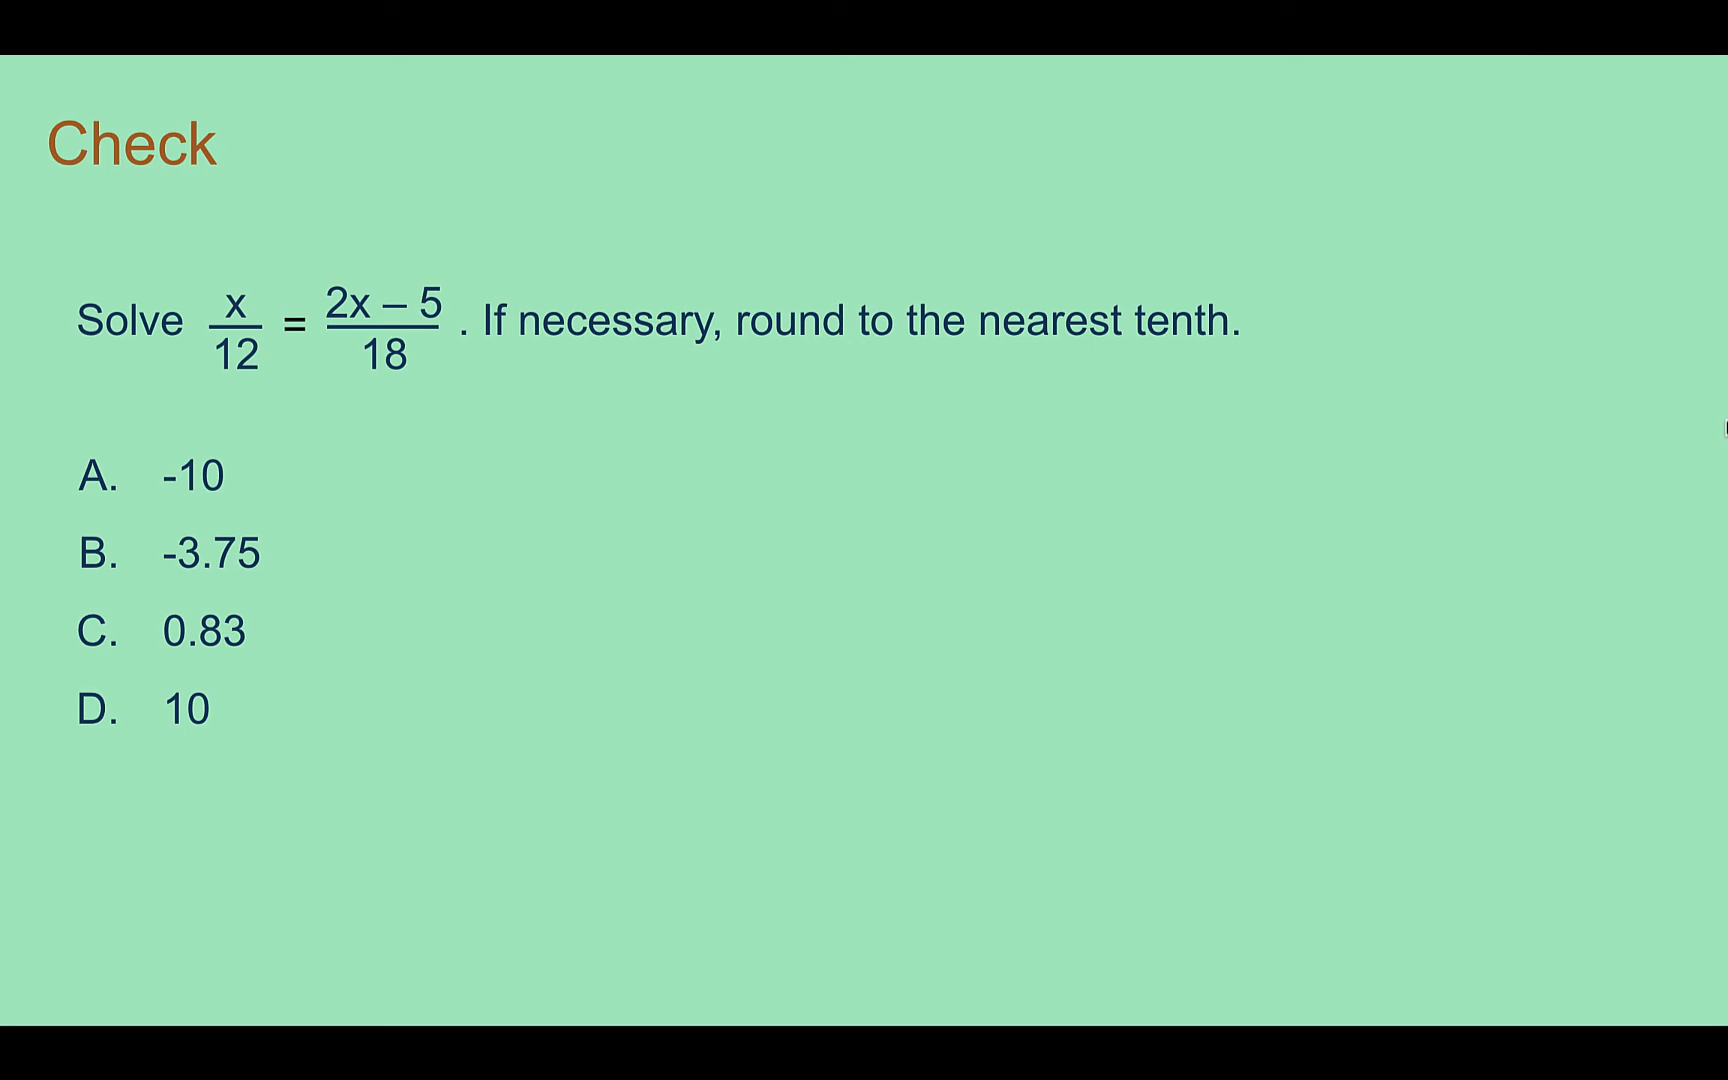 Check
Solve x/12 = 2x – 5/18 . If necessary, round to the nearest tenth.
A. -10
B. -3.75
C. 0.83
D. 10